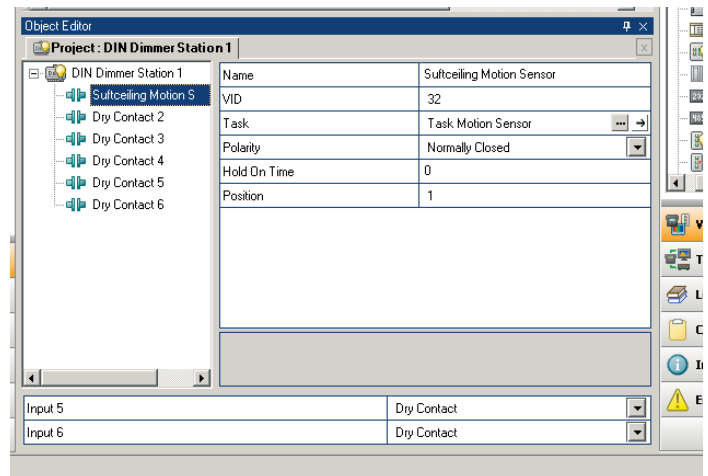 Object Editor
Project : DIN Dimmer Station 1
DIN Dimmer Station 1
Suftceiling Motion S
Dry Contact 2
Dry Contact 3
Dry Contact 4
Dry Contact 5
Dry Contact 6
Name Suftceiling Motion Sensor
VID 32
Task Task Motion Sensor
Polarity Normally Closed
Hold On Time 0
Position 1
Input 5 Dry Contact
Input 6 Dry Contact